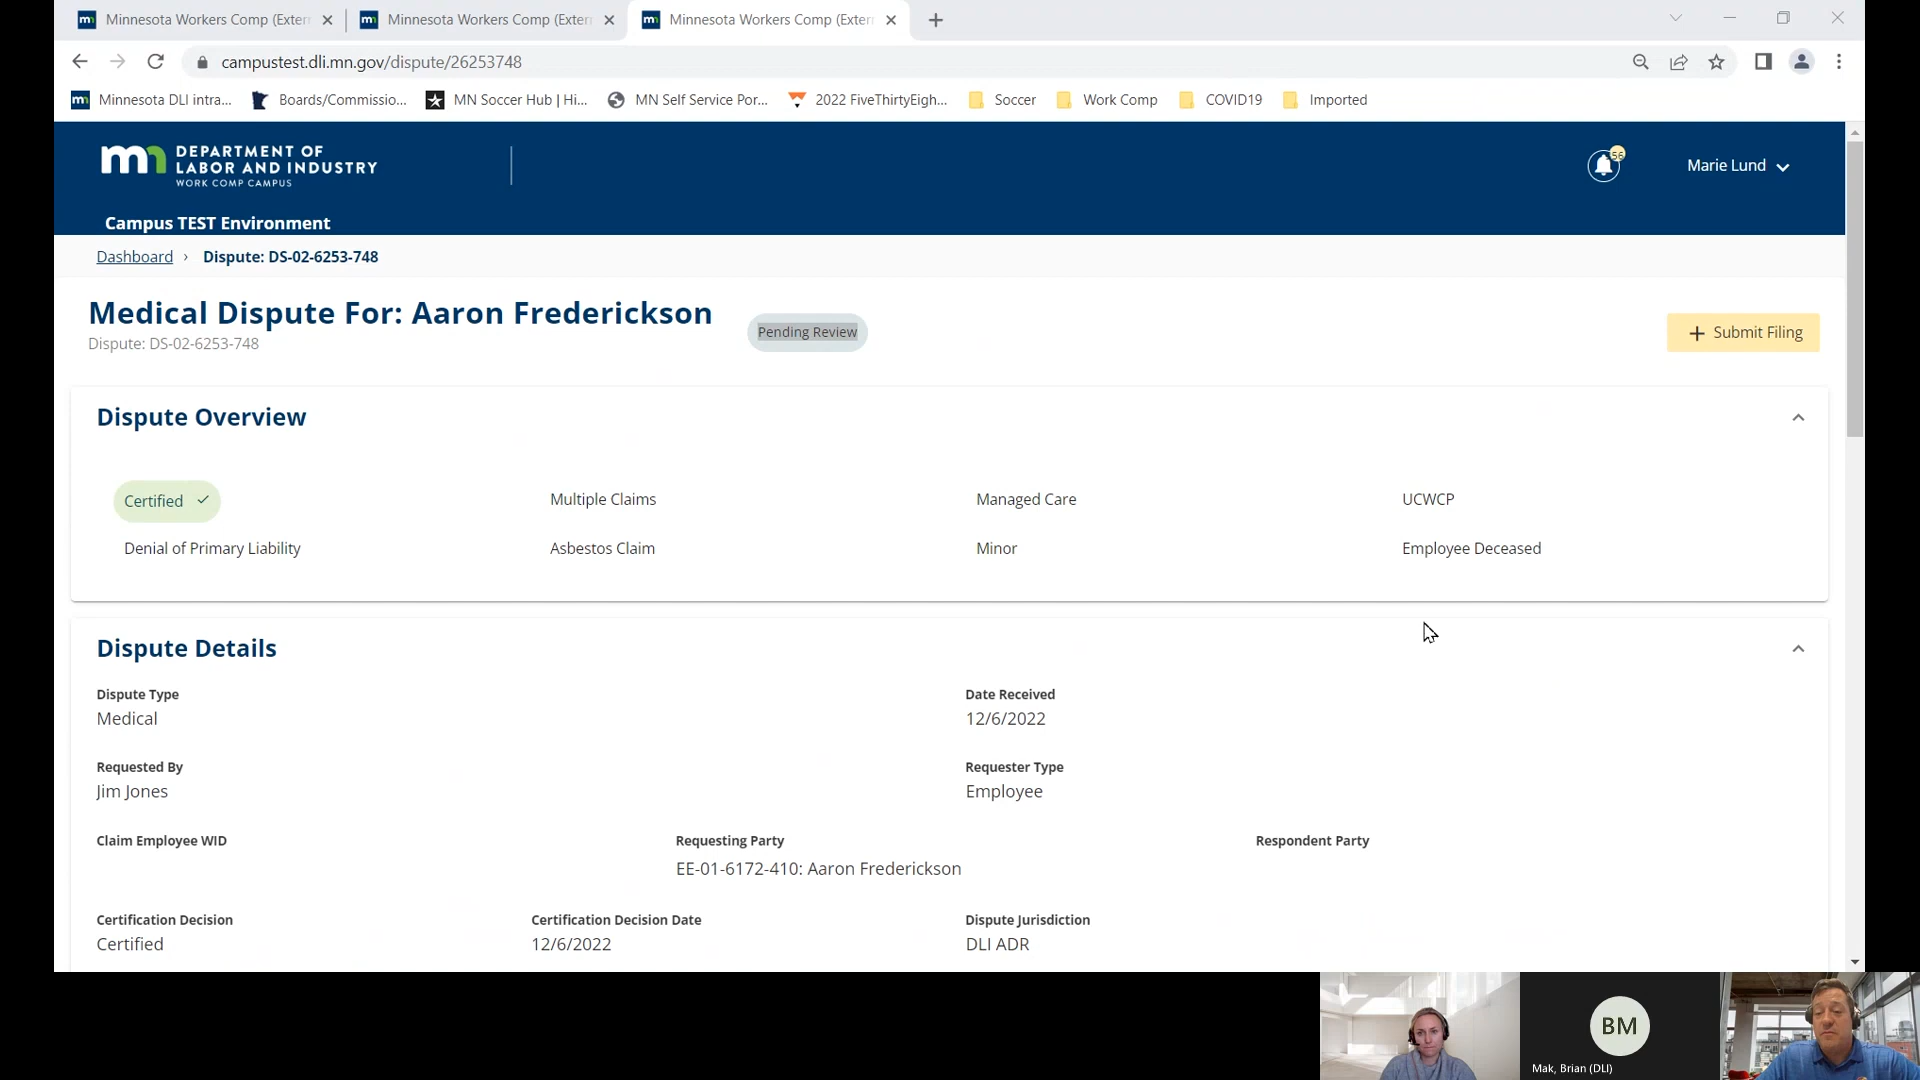 Minnesota Workers Comp (Exter
Minnesota Workers Comp (Exter
Minnesota Workers Comp (Exter
campustest.dli.mn.gov/dispute/26253748
Minnesota DLI intra...
Boards/Commissio...
MN Soccer Hub | Hi...
MN Self Service Por...
2022 FiveThirtyEigh...
Soccer
Work Comp
COVID19
Imported
mn DEPARTMENT OF
LABOR AND INDUSTRY
WORK COMP CAMPUS
56
Marie Lund
Campus TEST Environment
Dashboard › Dispute: DS-02-6253-748
Medical Dispute For: Aaron Frederickson
Dispute: DS-02-6253-748
Pending Review
+ Submit Filing
Dispute Overview
Certified
Multiple Claims
Managed Care
UCWCP
Denial of Primary Liability
Asbestos Claim
Minor
Employee Deceased
Dispute Details
Dispute Type
Medical
Date Received
12/6/2022
Requested By
Jim Jones
Requester Type
Employee
Claim Employee WID
Requesting Party
EE-01-6172-410: Aaron Frederickson
Respondent Party
Certification Decision
Certified
Certification Decision Date
12/6/2022
Dispute Jurisdiction
DLI ADR
BM
Mak, Brian (DLI)